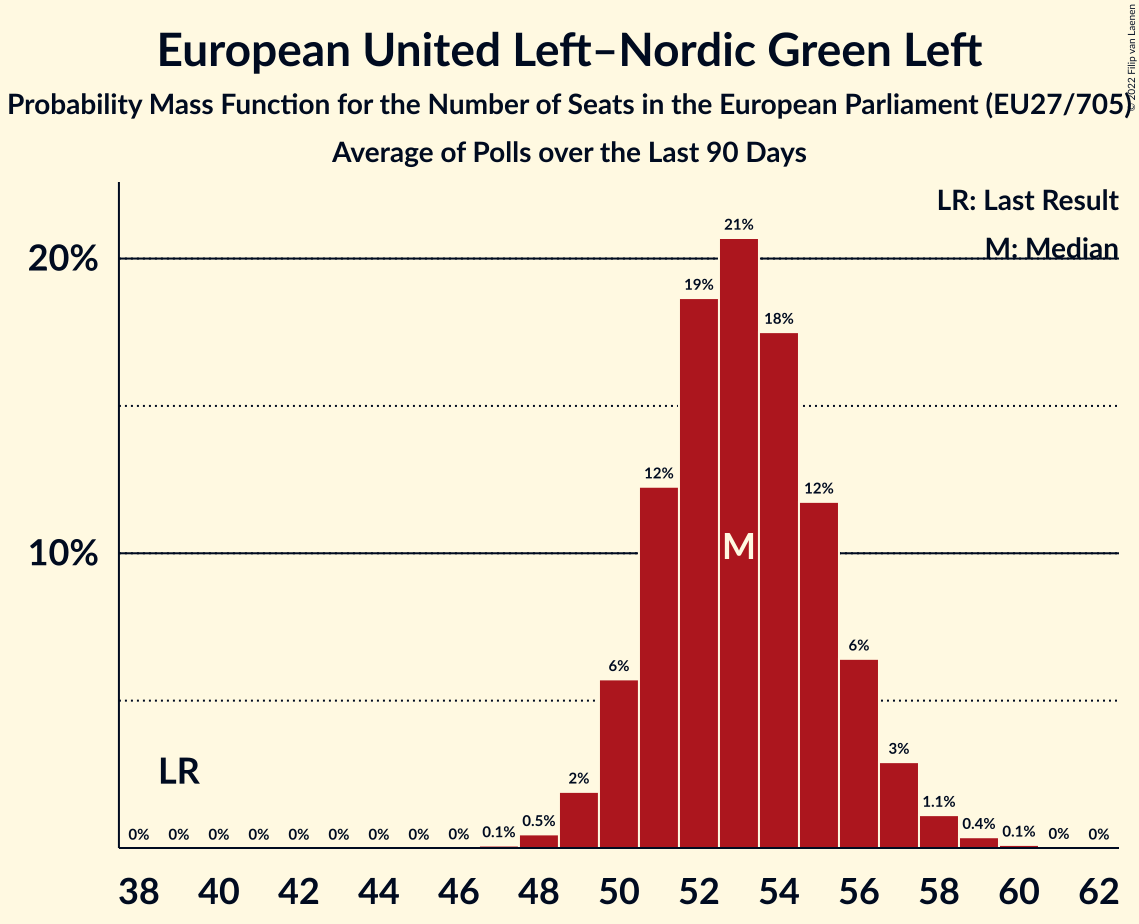 European United Left–Nordic Green Left
Probability Mass Function for the Number of Seats in the European Parliament (EU27/705)
Average of Polls over the Last 90 Days
© 2022 Filip van Laenen
LR: Last Result
M: Median
20%
10%
21%
19%
18%
12%
12%
M
6%
6%
LR
3%
2%
1.1%
0% 0% 0% 0% 0% 0% 0% 0% 0% 0.1% 0.5% 0.4% 0.1% 0% 0%
38 40 42 44 46 48 50 52 54 56 58 60 62